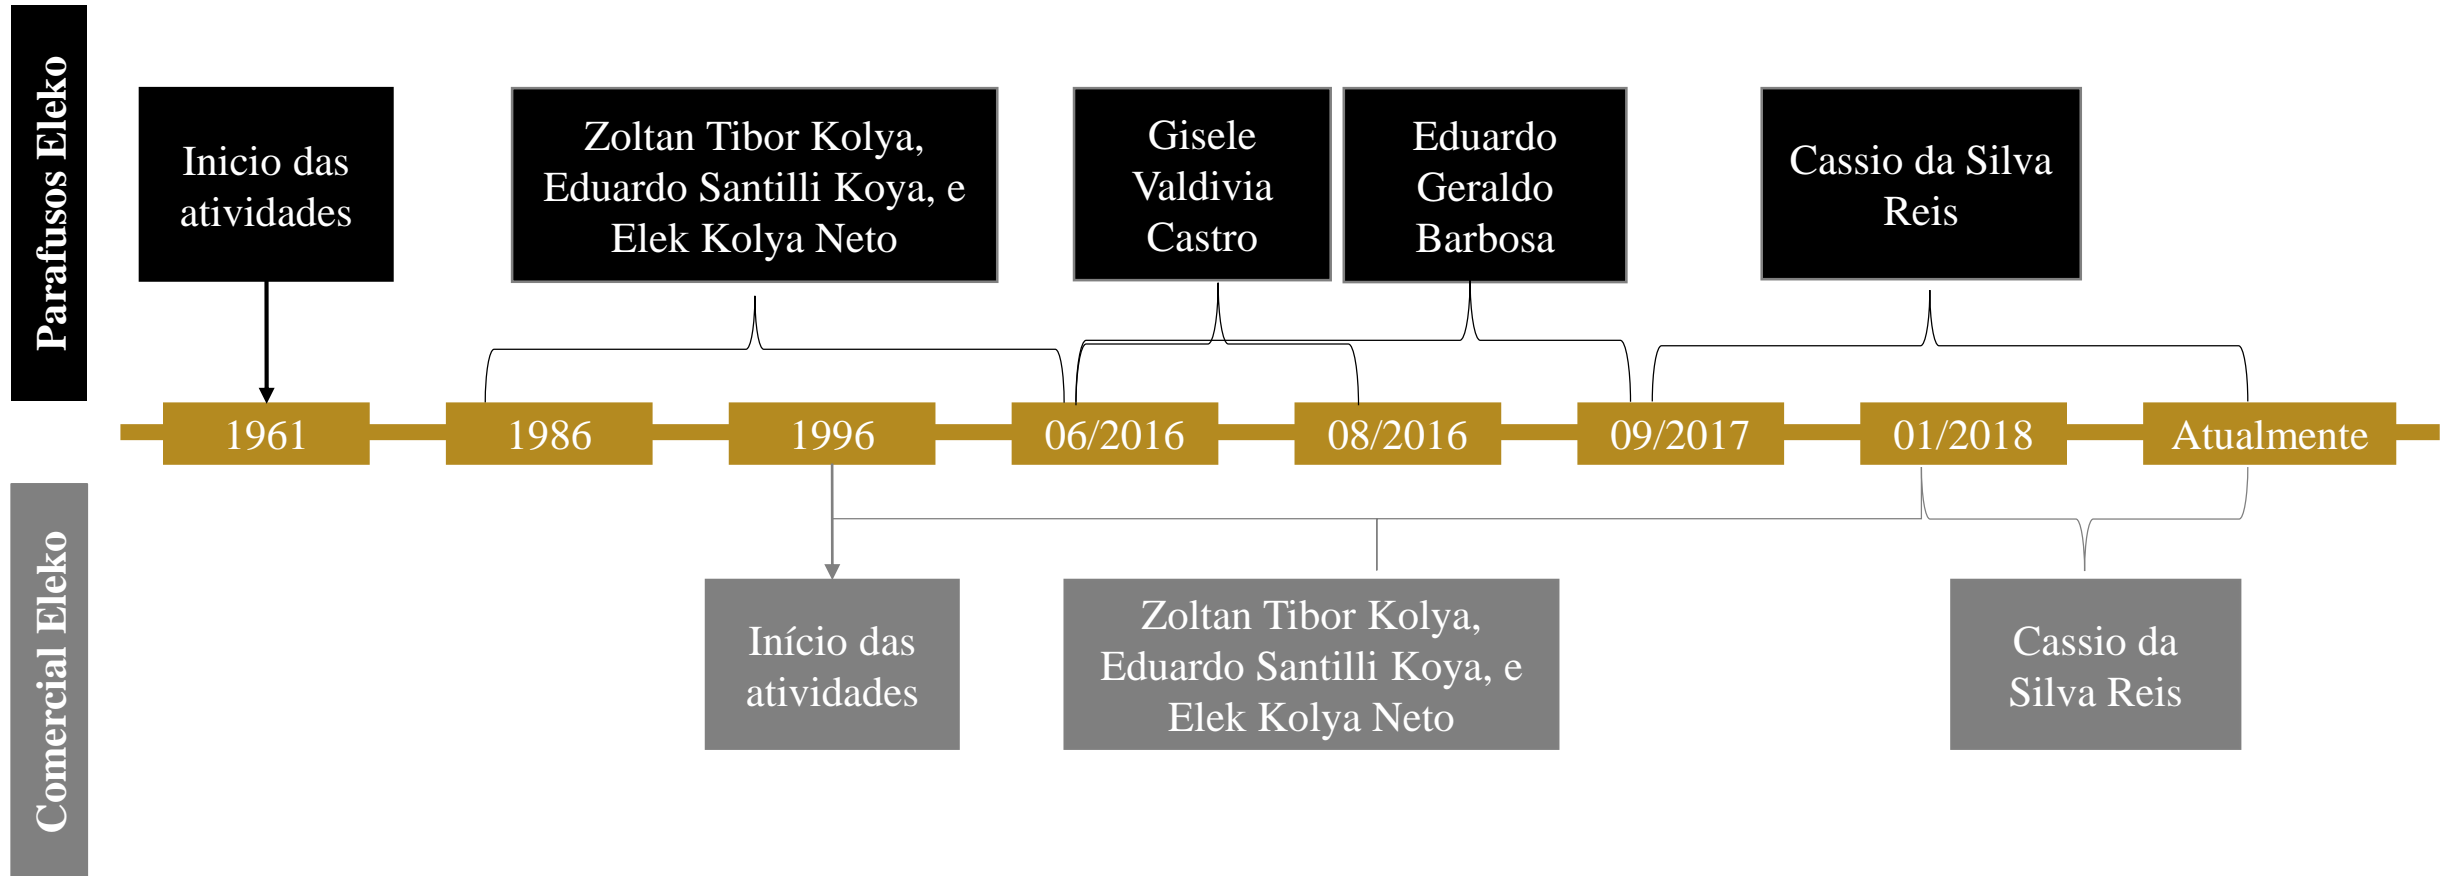 Parafusos Eleko
Inicio das
atividades
Zoltan Tibor Kolya,
Eduardo Santilli Koya, e
Elek Kolya Neto
Gisele
Valdivia
Castro
Eduardo
Geraldo
Barbosa
Cassio da Silva
Reis
1961
1986
1996
06/2016
08/2016
09/2017
01/2018
Atualmente
Comercial Eleko
Início das
atividades
Zoltan Tibor Kolya,
Eduardo Santilli Koya, e
Elek Kolya Neto
Cassio da
Silva Reis